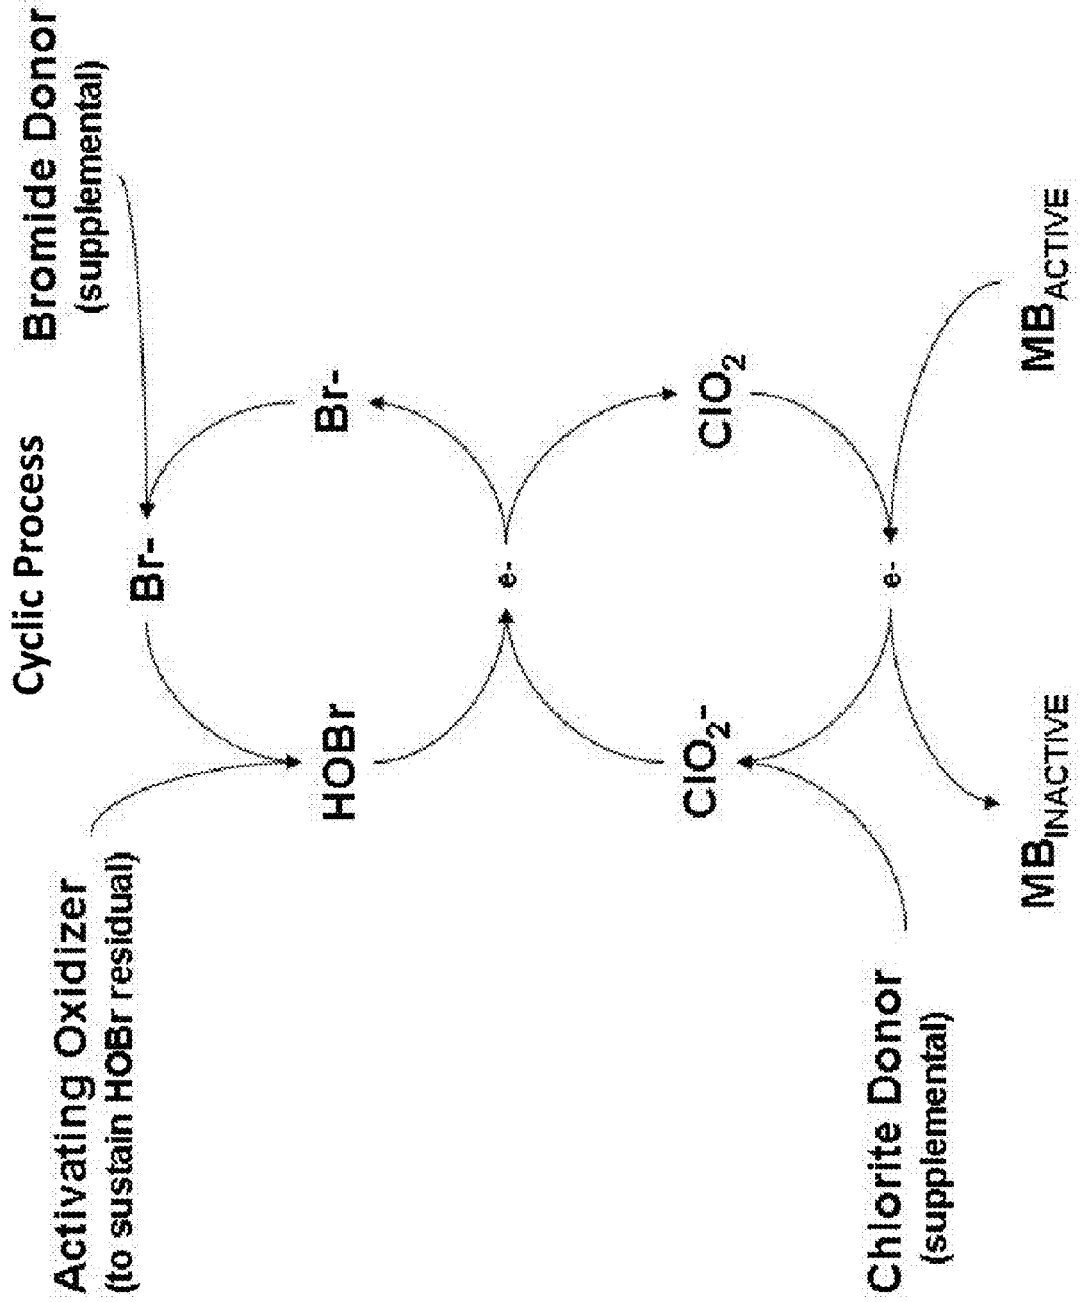 Cyclic Process
Activating Oxidizer
(to sustain HOBr residual)
Bromide Donor
(supplemental)
Br-
HOBr
Br-
e-
ClO₂-
ClO₂
e-
Chlorite Donor
(supplemental)
MBINACTIVE
MBACTIVE